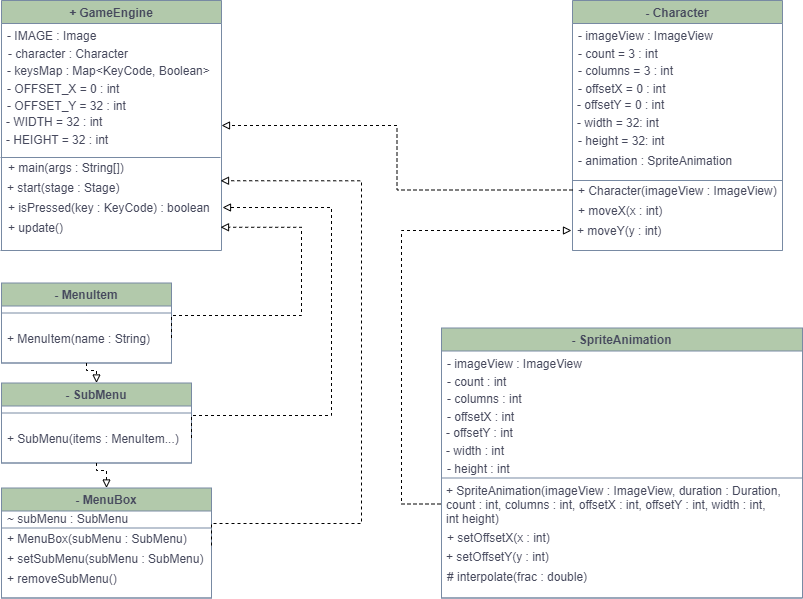 + GameEngine
- IMAGE : Image
- character : Character
- keysMap : Map<KeyCode, Boolean>
- OFFSET_X = 0 : int
- OFFSET_Y = 32 : int
- WIDTH = 32 : int
- HEIGHT = 32 : int
+ main(args : String[])
+ start(stage : Stage)
+ isPressed(key : KeyCode) : boolean
+ update()
- Character
- imageView : ImageView
- count = 3 : int
- columns = 3 : int
- offsetX = 0 : int
- offsetY = 0 : int
- width = 32: int
- height = 32: int
- animation : SpriteAnimation
+ Character(imageView : ImageView)
+ moveX(x : int)
+ moveY(y : int)
- MenuItem
+ MenuItem(name : String)
- SubMenu
+ SubMenu(items : MenuItem...)
- MenuBox
~ subMenu : SubMenu
+ MenuBox(subMenu : SubMenu)
+ setSubMenu(subMenu : SubMenu)
+ removeSubMenu()
- SpriteAnimation
- imageView : ImageView
- count : int
- columns : int
- offsetX : int
- offsetY : int
- width : int
- height : int
+ SpriteAnimation(imageView : ImageView, duration : Duration,
count : int, columns : int, offsetX : int, offsetY : int, width : int,
int height)
+ setOffsetX(x : int)
+ setOffsetY(y : int)
# interpolate(frac : double)